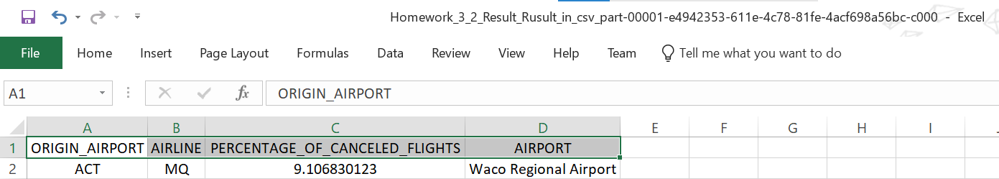 Homework_3_2_Result_Rusult_in_csv_part-00001-e4942353-611e-4c78-81fe-4acf698a56bc-c000 - Excel
File Home Insert Page Layout Formulas Data Review View Help Team Tell me what you want to do
A1 fx ORIGIN_AIRPORT
A B C D E F G H I
1 ORIGIN_AIRPORT AIRLINE PERCENTAGE_OF_CANCELED_FLIGHTS AIRPORT
2 ACT MQ 9.106830123 Waco Regional Airport